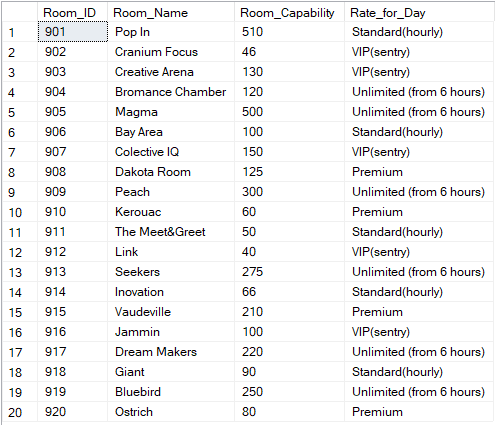 Room_ID Room_Name Room_Capability Rate_for_Day
1 901 Pop In 510 Standard(hourly)
2 902 Cranium Focus 46 VIP(sentry)
3 903 Creative Arena 130 VIP(sentry)
4 904 Bromance Chamber 120 Unlimited (from 6 hours)
5 905 Magma 500 Unlimited (from 6 hours)
6 906 Bay Area 100 Standard(hourly)
7 907 Colective IQ 150 VIP(sentry)
8 908 Dakota Room 125 Premium
9 909 Peach 300 Unlimited (from 6 hours)
10 910 Kerouac 60 Premium
11 911 The Meet&Greet 50 Standard(hourly)
12 912 Link 40 VIP(sentry)
13 913 Seekers 275 Unlimited (from 6 hours)
14 914 Inovation 66 Standard(hourly)
15 915 Vaudeville 210 Premium
16 916 Jammin 100 VIP(sentry)
17 917 Dream Makers 220 Unlimited (from 6 hours)
18 918 Giant 90 Standard(hourly)
19 919 Bluebird 250 Unlimited (from 6 hours)
20 920 Ostrich 80 Premium